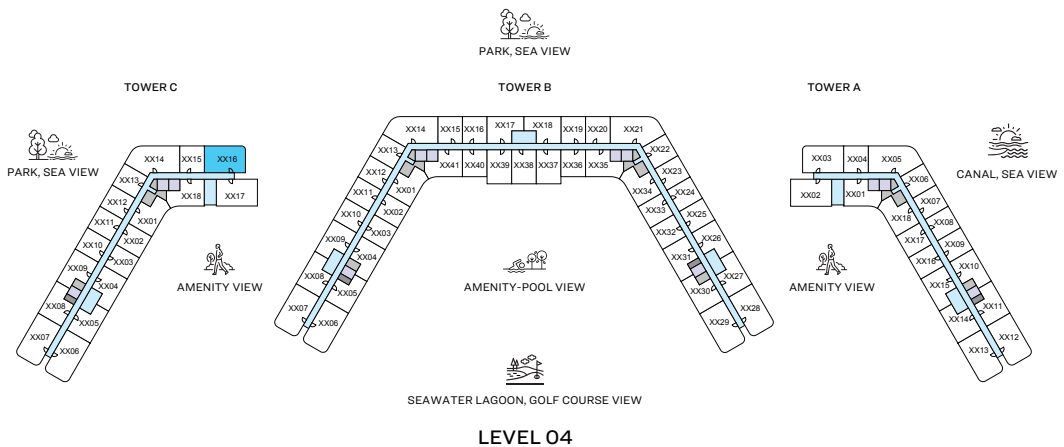 PARK, SEA VIEW
TOWER C
TOWER B
TOWER A
PARK, SEA VIEW
CANAL, SEA VIEW
XX14
XX15
XX16
XX13
XX18
XX17
XX12
XX01
XX11
XX02
XX10
XX03
XX09
XX04
XX08
XX05
XX07
XX06
XX14
XX15
XX16
XX17
XX18
XX19
XX20
XX21
XX13
XX41
XX40
XX39
XX38
XX37
XX36
XX35
XX22
XX12
XX01
XX34
XX23
XX11
XX02
XX33
XX24
XX10
XX03
XX32
XX25
XX09
XX04
XX31
XX26
XX08
XX05
XX30
XX27
XX07
XX06
XX29
XX28
XX03
XX04
XX05
XX02
XX01
XX06
XX18
XX07
XX17
XX08
XX16
XX09
XX15
XX10
XX14
XX11
XX13
XX12
AMENITY VIEW
AMENITY-POOL VIEW
AMENITY VIEW
SEAWATER LAGOON, GOLF COURSE VIEW
LEVEL 04